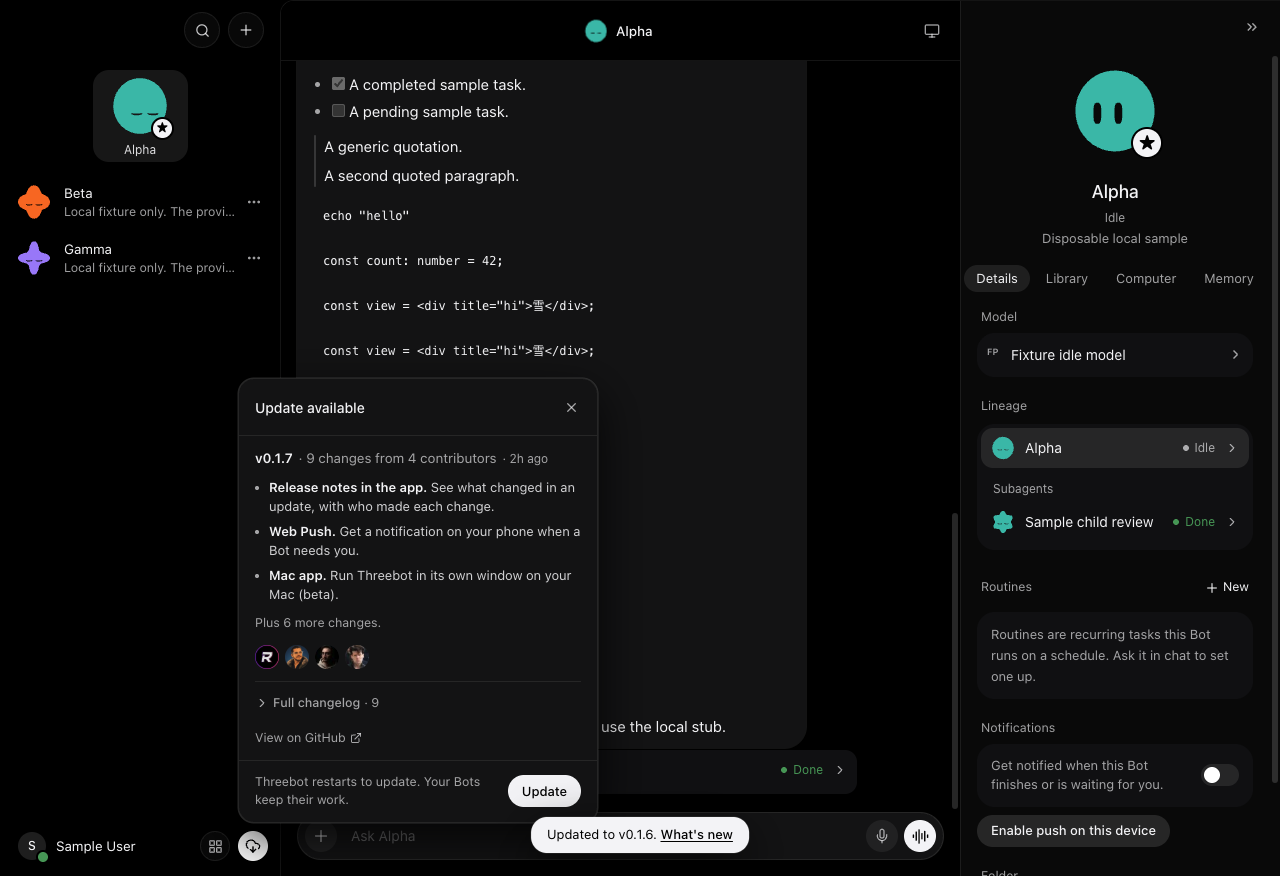 Alpha
Beta
Local fixture only. The provi...
Gamma
Local fixture only. The provi...
S
Sample User
Alpha
A completed sample task.
A pending sample task.
A generic quotation.
A second quoted paragraph.
echo "hello"
const count: number = 42;
const view = <div title="hi">雪</div>;
const view = <div title="hi">雪</div>;
use the local stub.
Done
Ask Alpha
Update available
v0.1.7 · 9 changes from 4 contributors · 2h ago
Release notes in the app. See what changed in an
update, with who made each change.
Web Push. Get a notification on your phone when a
Bot needs you.
Mac app. Run Threebot in its own window on your
Mac (beta).
Plus 6 more changes.
R
Full changelog · 9
View on GitHub
Threebot restarts to update. Your Bots
keep their work.
Update
Updated to v0.1.6. What's new
Alpha
Idle
Disposable local sample
Details
Library
Computer
Memory
Model
FP
Fixture idle model
Lineage
Alpha
Idle
Subagents
Sample child review
Done
Routines
New
Routines are recurring tasks this Bot
runs on a schedule. Ask it in chat to set
one up.
Notifications
Get notified when this Bot
finishes or is waiting for you.
Enable push on this device
Folder